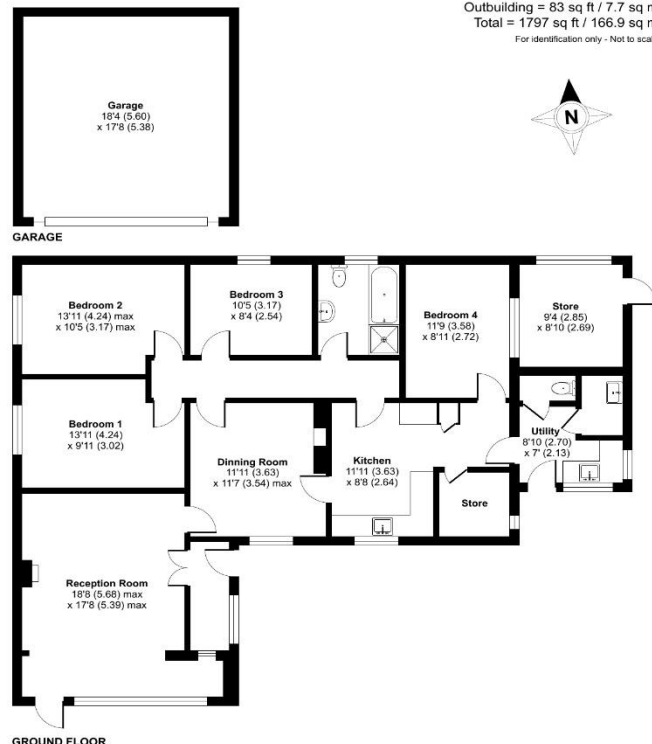 Outbuilding = 83 sq ft / 7.7 sq m
Total = 1797 sq ft / 166.9 sq m
For identification only - Not to scale
Garage
18'4 (5.60)
x 17'8 (5.38)
N
GARAGE
Bedroom 2
13'11 (4.24) max
x 10'5 (3.17) max
Bedroom 3
10'5 (3.17)
x 8'4 (2.54)
Bedroom 4
11'9 (3.58)
x 8'11 (2.72)
Store
9'4 (2.85)
x 8'10 (2.69)
Bedroom 1
13'11 (4.24)
x 9'11 (3.02)
Dinning Room
11'11 (3.63)
x 11'7 (3.54) max
Kitchen
11'11 (3.63)
x 8'8 (2.64)
Utility
8'10 (2.70)
x 7' (2.13)
Store
Reception Room
18'8 (5.68) max
x 17'8 (5.39) max
GROUND FLOOR